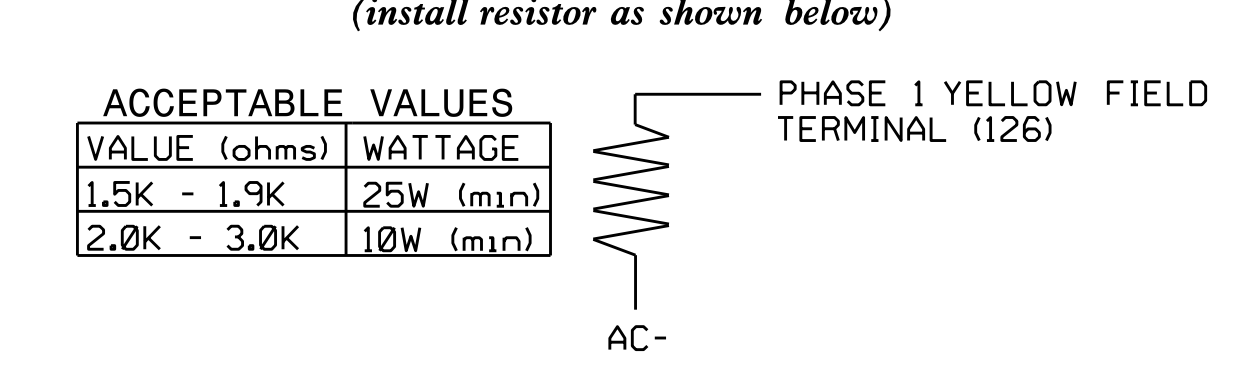 (install resistor as shown below)
ACCEPTABLE VALUES
VALUE (ohms) WATTAGE
1.5K - 1.9K 25W (min)
2.0K - 3.0K 10W (min)
PHASE 1 YELLOW FIELD
TERMINAL (126)
AC-